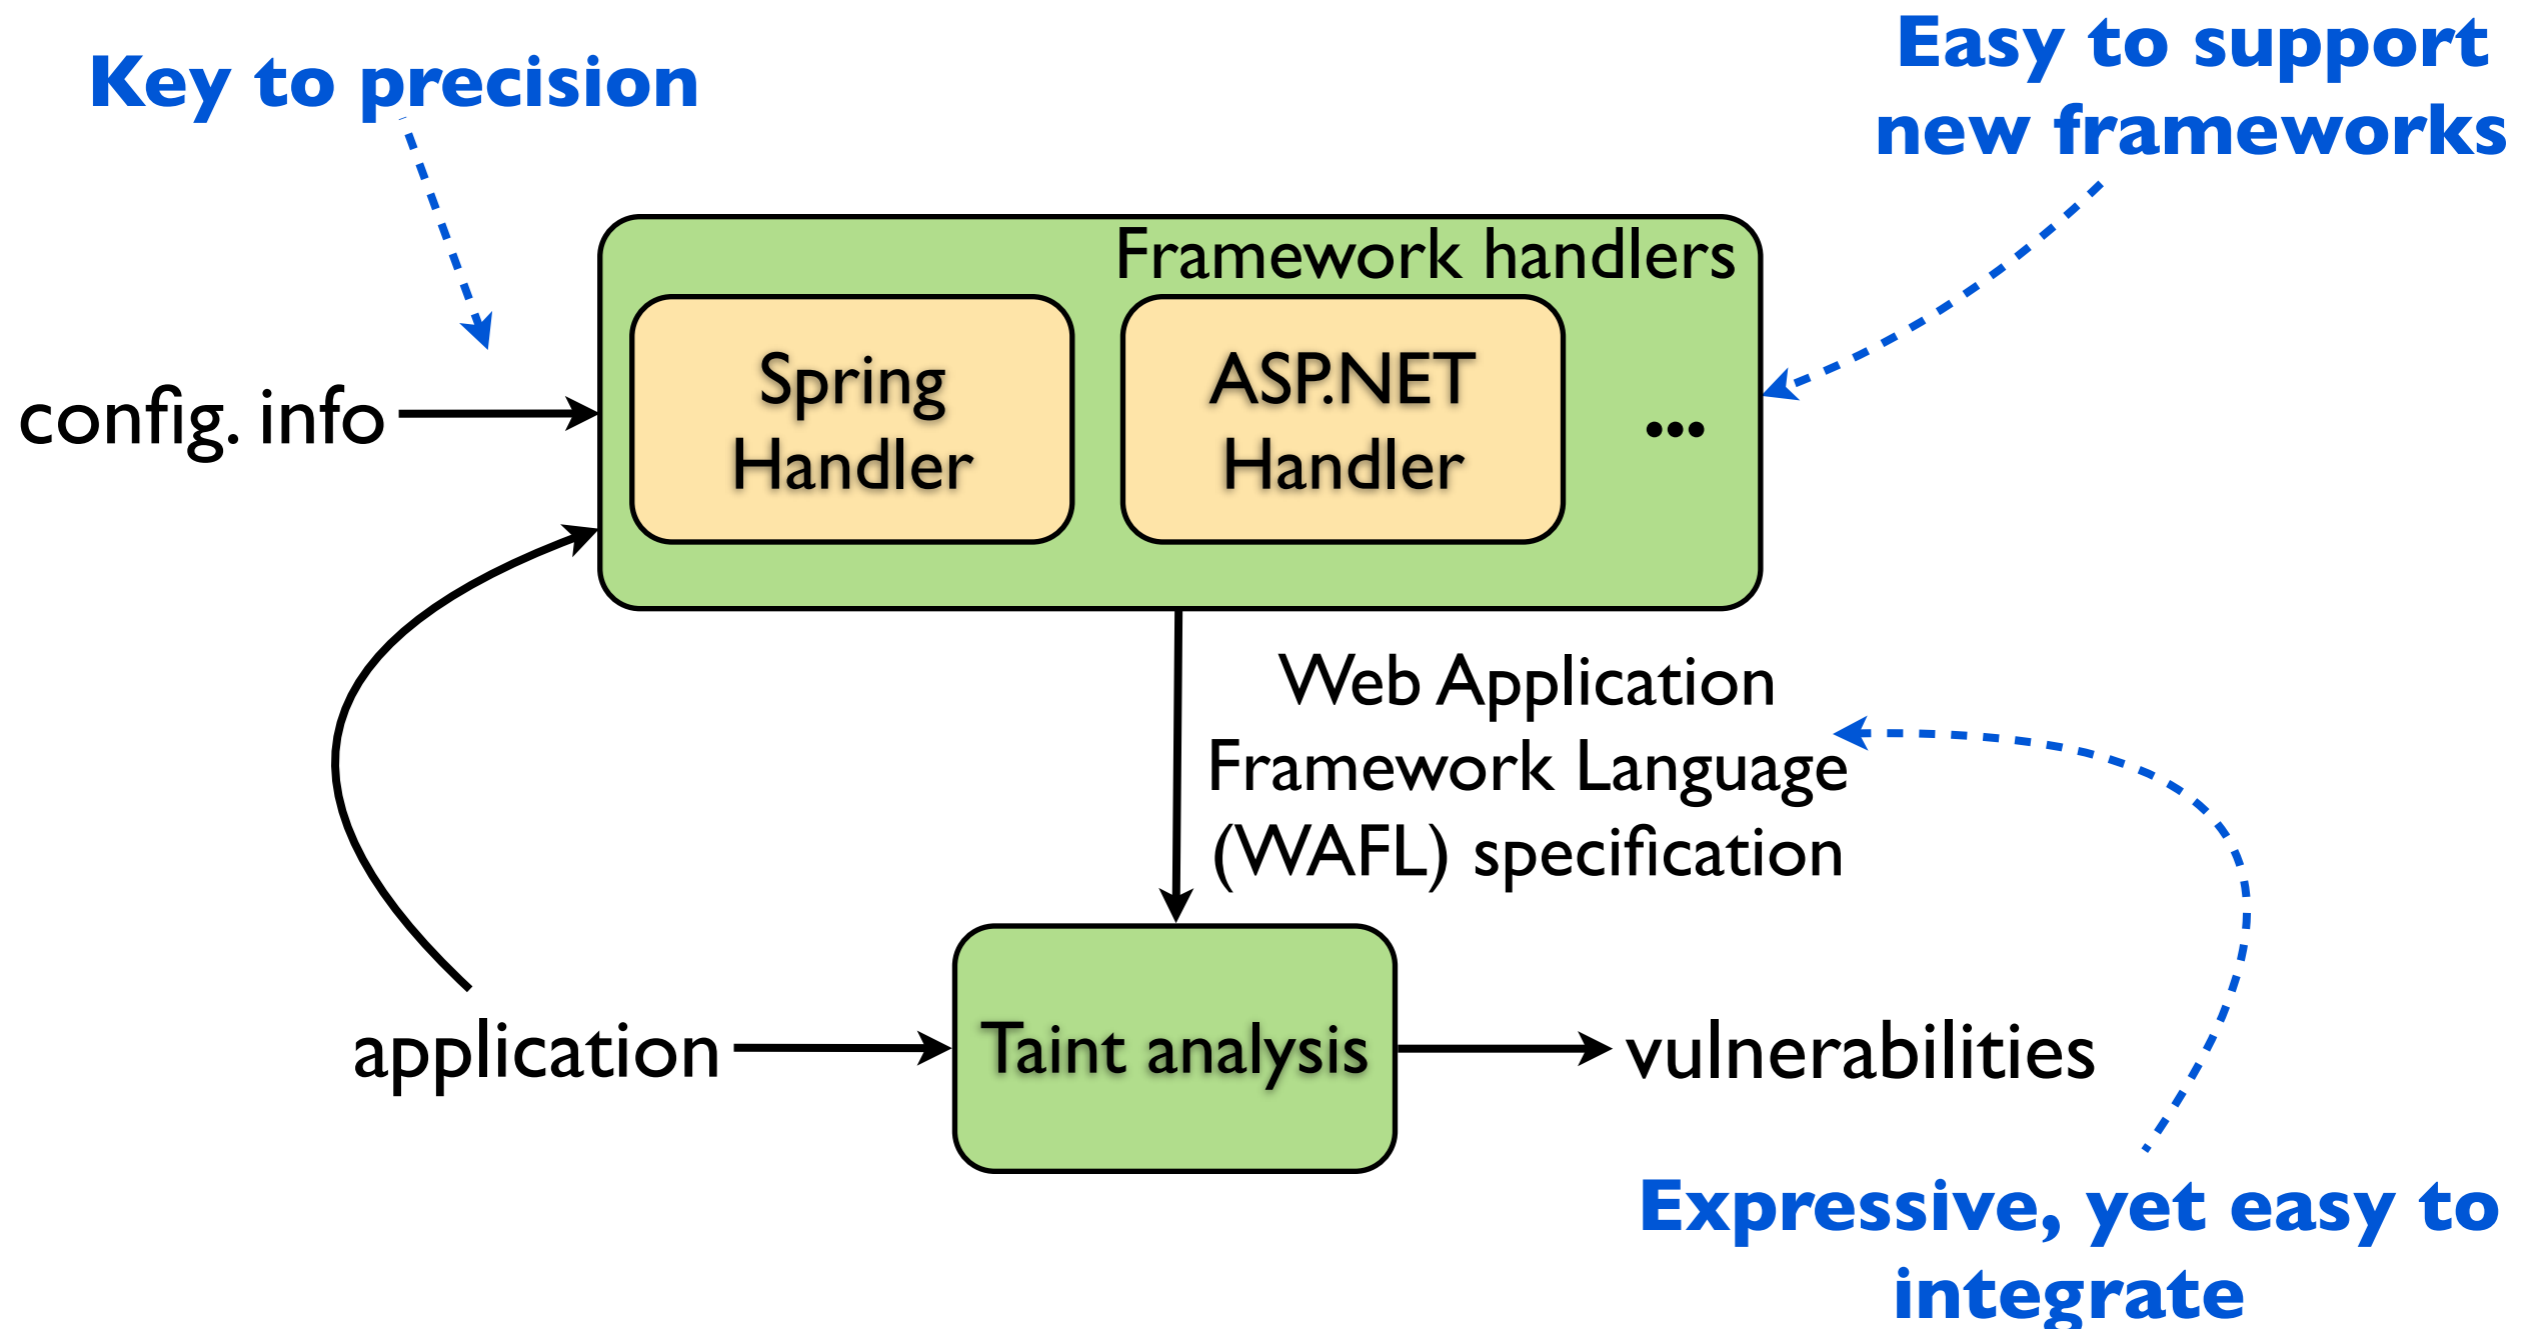 Key to precision
Easy to support
new frameworks
Framework handlers
Spring
Handler
ASP.NET
Handler
...
config. info
Web Application
Framework Language
(WAFL) specification
application
Taint analysis
vulnerabilities
Expressive, yet easy to
integrate